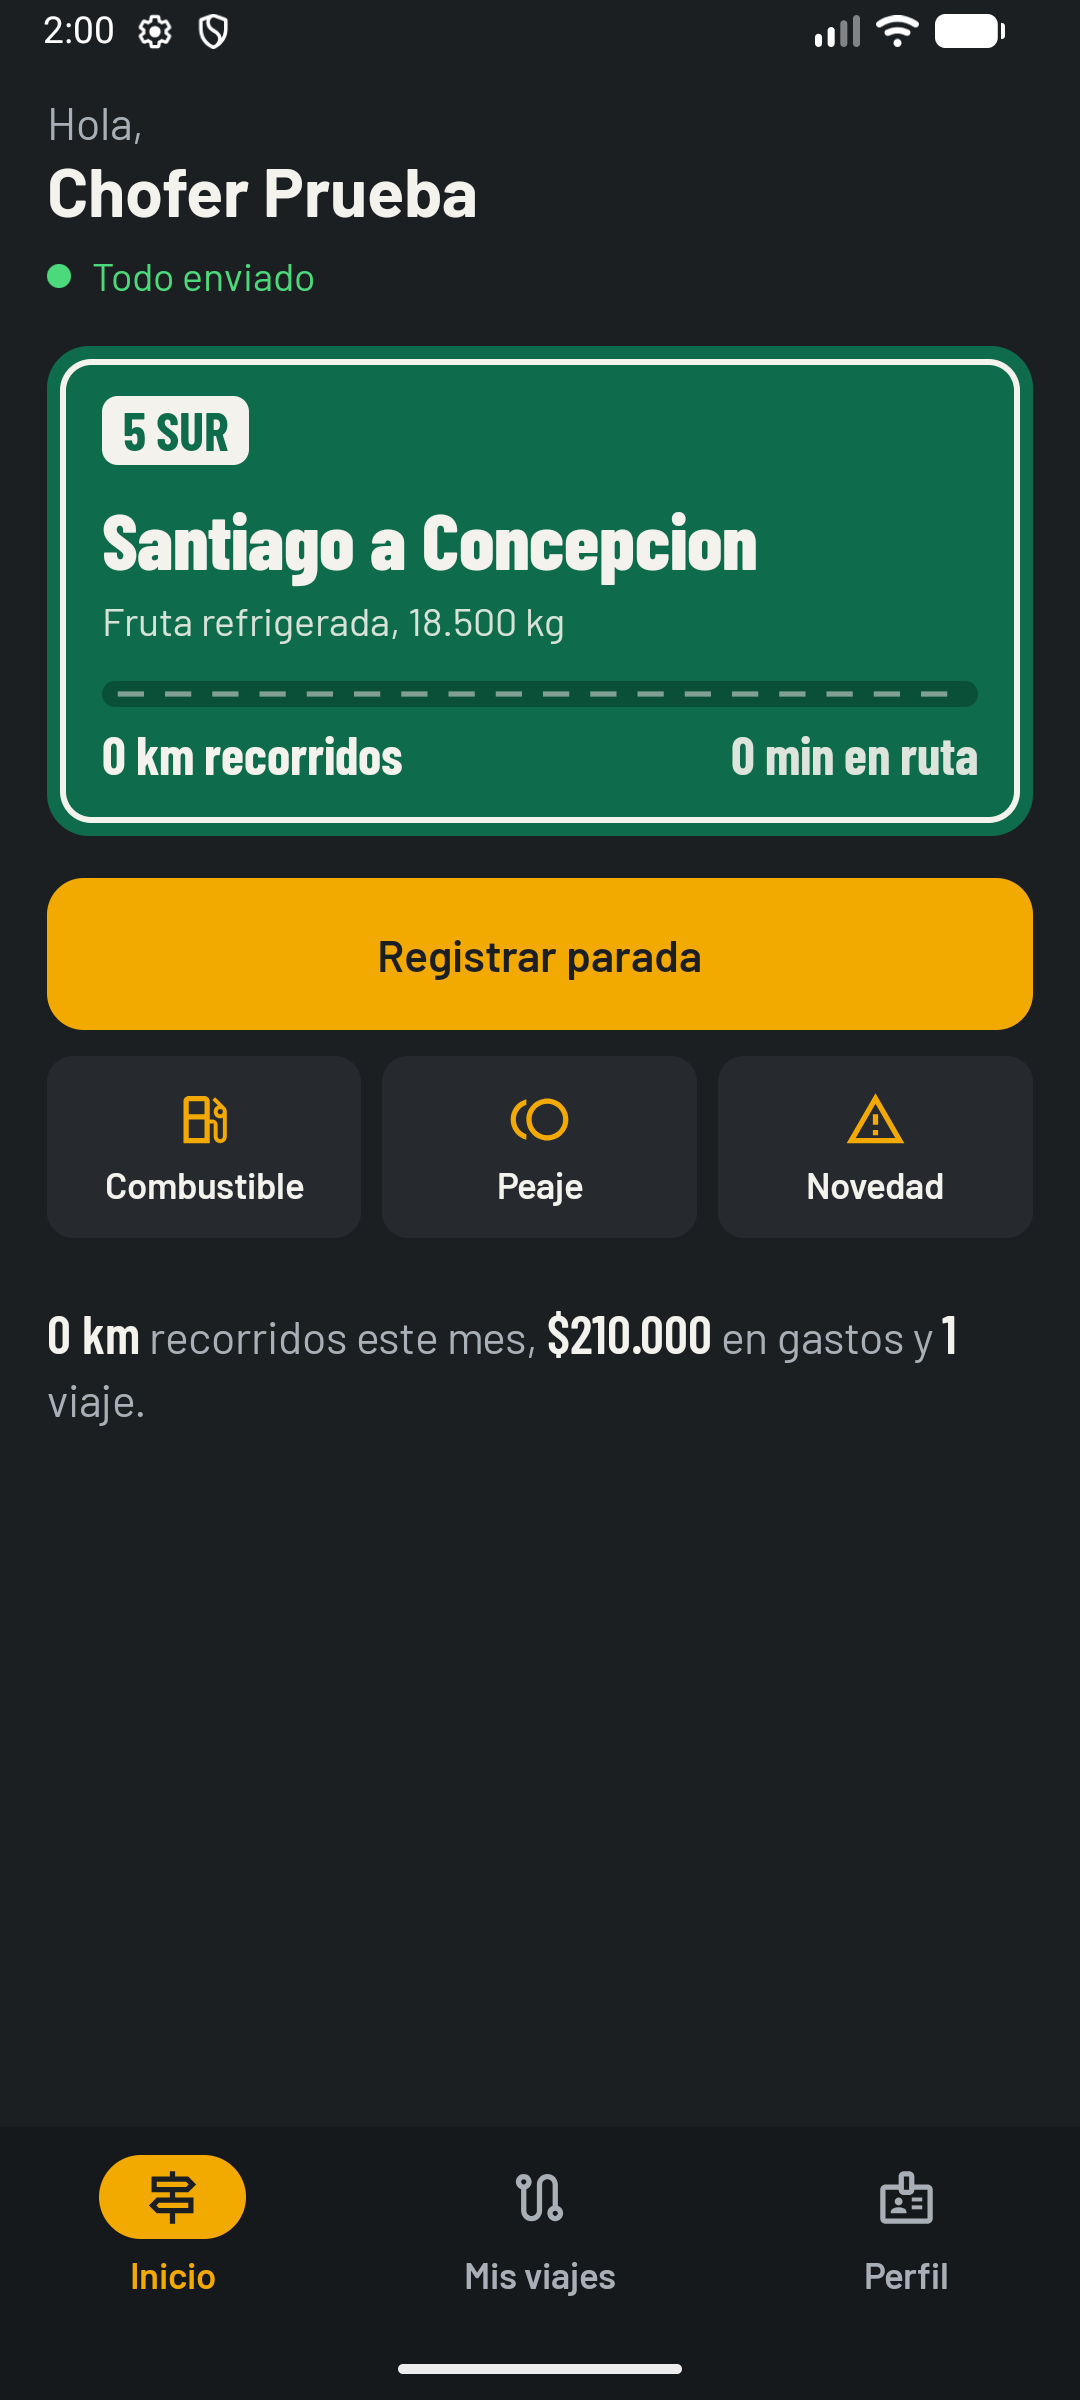 2:00
Hola,
Chofer Prueba
Todo enviado
5 SUR
Santiago a Concepcion
Fruta refrigerada, 18.500 kg
0 km recorridos
0 min en ruta
Registrar parada
Combustible
Peaje
Novedad
0 km recorridos este mes, $210.000 en gastos y 1
viaje.
Inicio
Mis viajes
Perfil